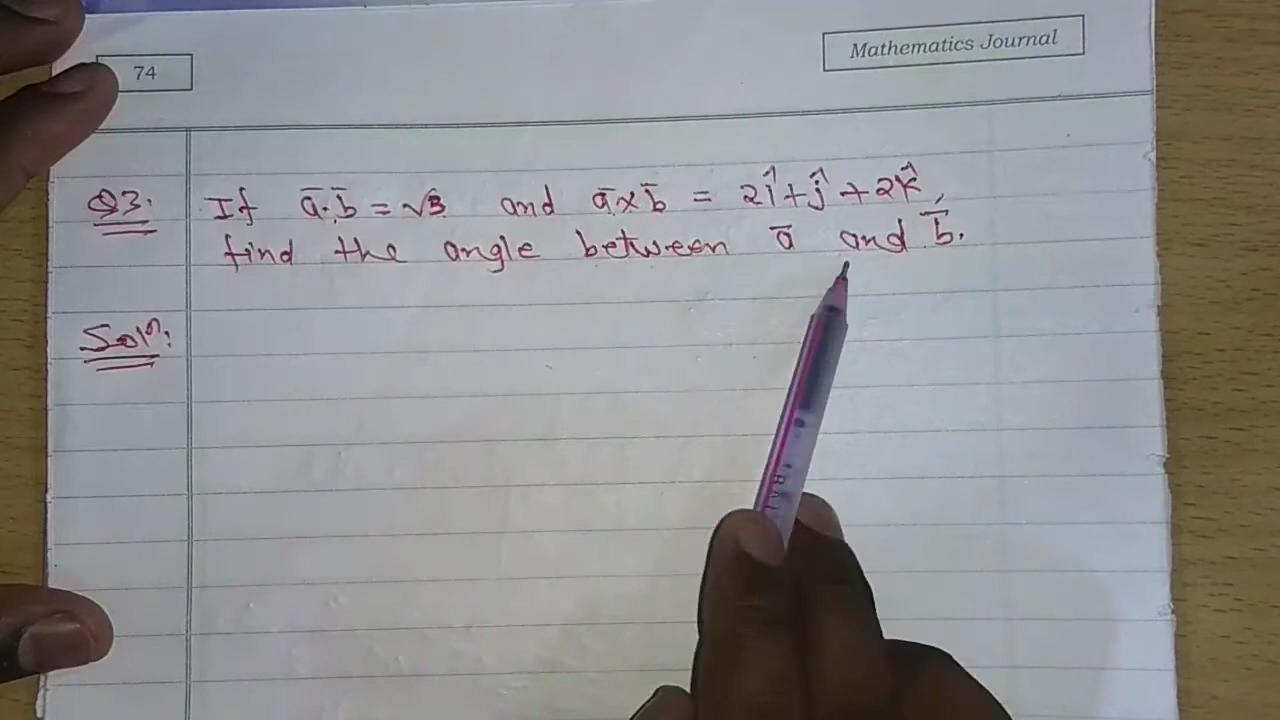 74
Mathematics Journal
Q3. If a̅·b̅ = √3 and a̅×b̅ = 2î+ĵ+2k̂,
find the angle between a̅ and b̅.
Solⁿ: